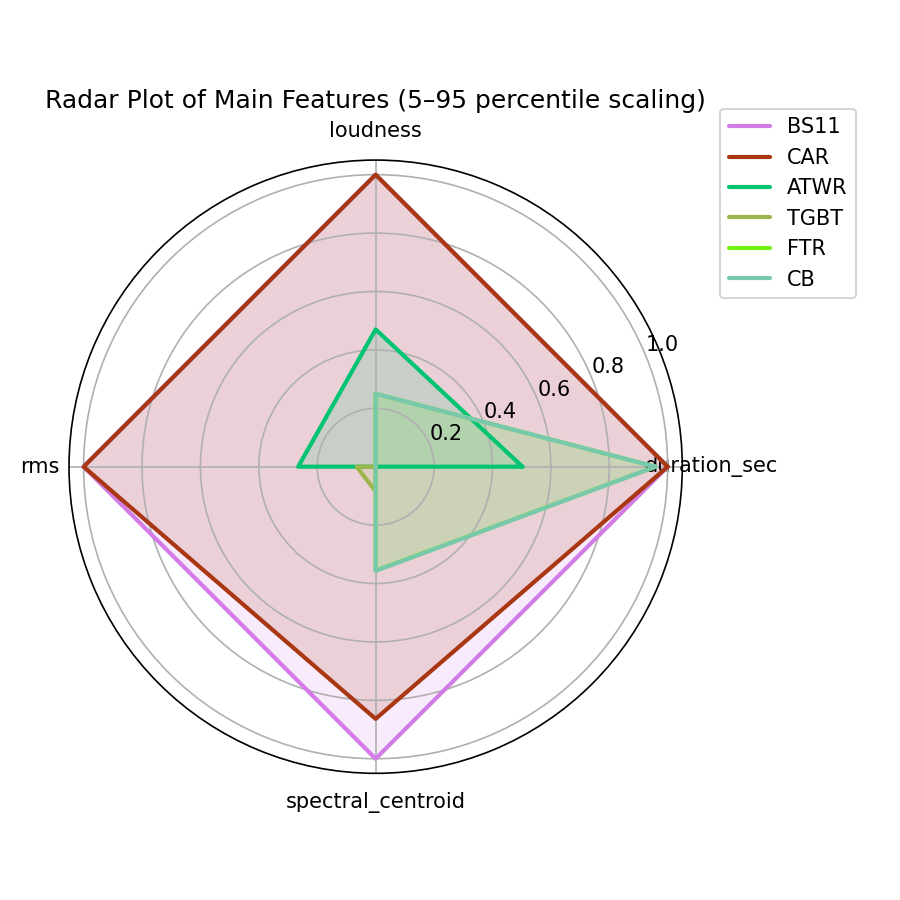 Radar Plot of Main Features (5–95 percentile scaling)
loudness
BS11
CAR
ATWR
TGBT
FTR
CB
1.0
0.8
0.6
0.4
0.2
rms
duration_sec
spectral_centroid